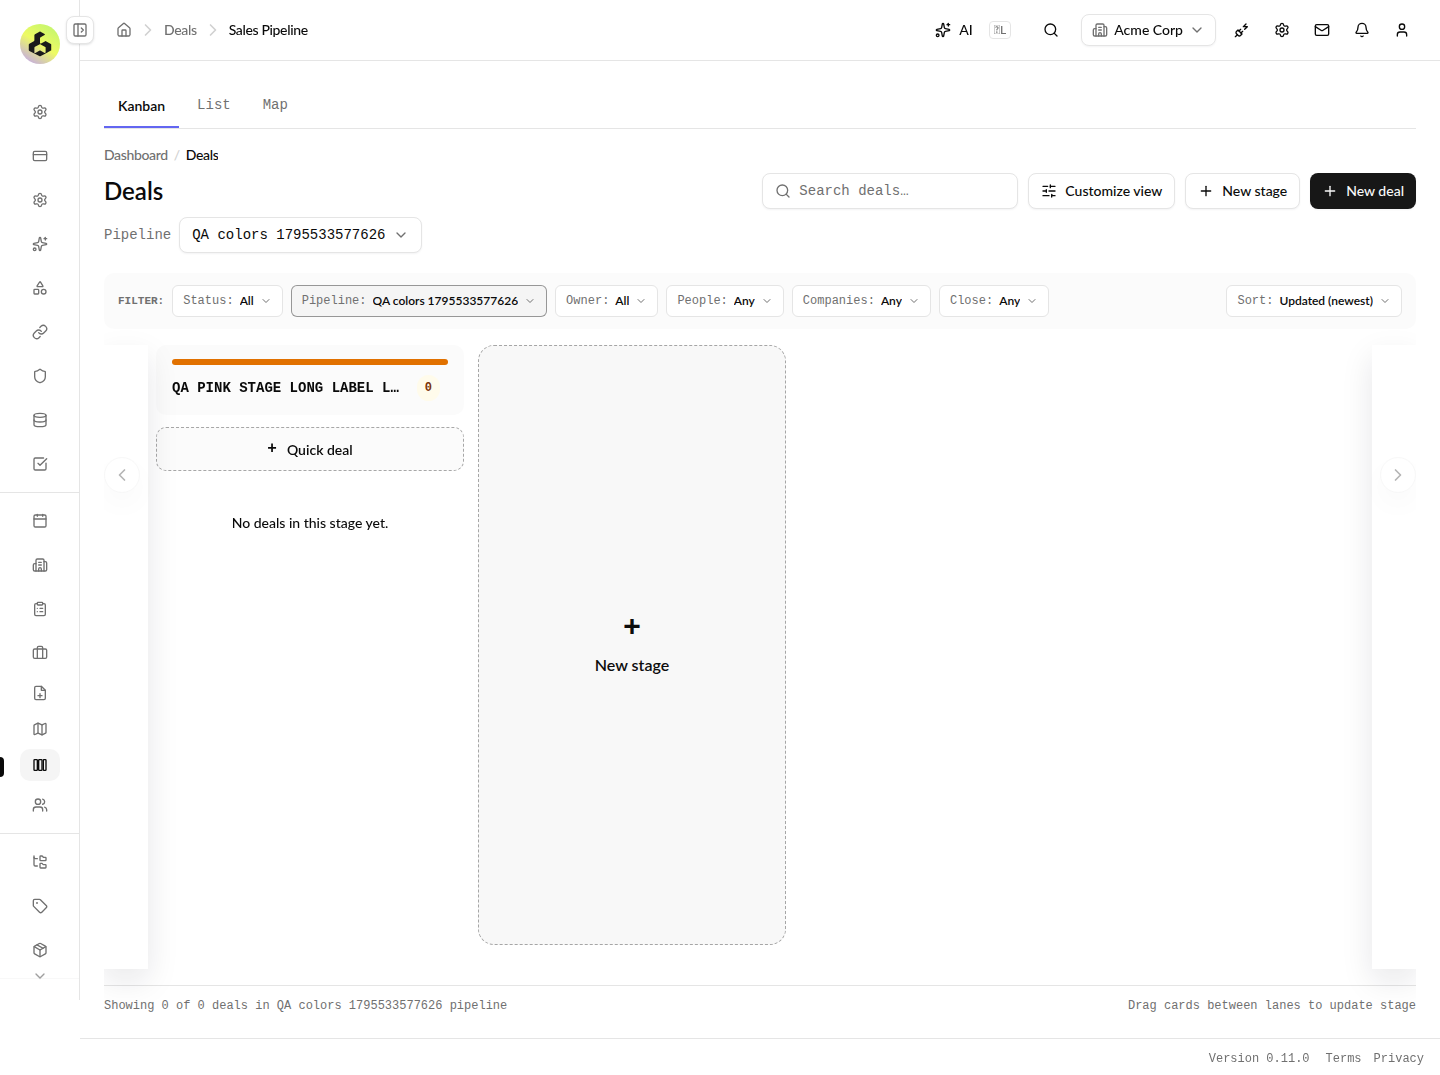 Deals
Sales Pipeline
AI
L
Acme Corp
Kanban
List
Map
Dashboard / Deals
Deals
Search deals…
Customize view
+ New stage
+ New deal
Pipeline
QA colors 1795533577626
FILTER:
Status: All
Pipeline: QA colors 1795533577626
Owner: All
People: Any
Companies: Any
Close: Any
Sort: Updated (newest)
QA PINK STAGE LONG LABEL L…
0
+ Quick deal
No deals in this stage yet.
+
New stage
Showing 0 of 0 deals in QA colors 1795533577626 pipeline
Drag cards between lanes to update stage
Version 0.11.0
Terms
Privacy